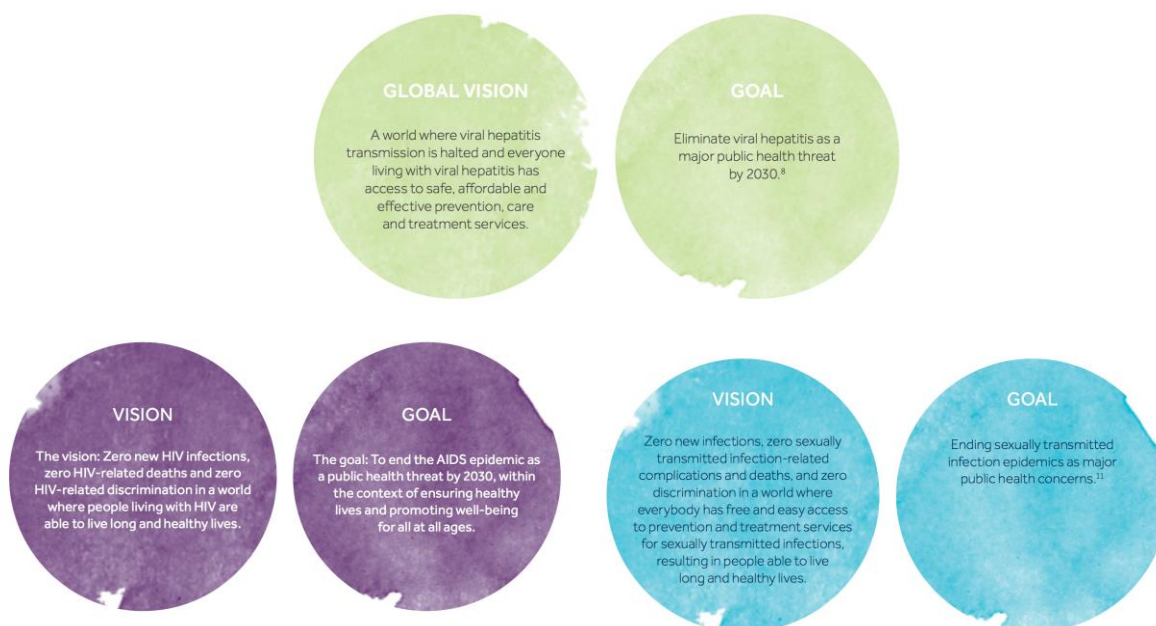 GLOBAL VISION
A world where viral hepatitis
transmission is halted and everyone
living with viral hepatitis has
access to safe, affordable and
effective prevention, care
and treatment services.
GOAL
Eliminate viral hepatitis as a
major public health threat
by 2030.⁸
VISION
The vision: Zero new HIV infections,
zero HIV-related deaths and zero
HIV-related discrimination in a world
where people living with HIV are
able to live long and healthy lives.
GOAL
The goal: To end the AIDS epidemic as
a public health threat by 2030, within
the context of ensuring healthy
lives and promoting well-being
for all at all ages.
VISION
Zero new infections, zero sexually
transmitted infection-related
complications and deaths, and zero
discrimination in a world where
everybody has free and easy access
to prevention and treatment services
for sexually transmitted infections,
resulting in people able to live
long and healthy lives.
GOAL
Ending sexually transmitted
infection epidemics as major
public health concerns.¹¹